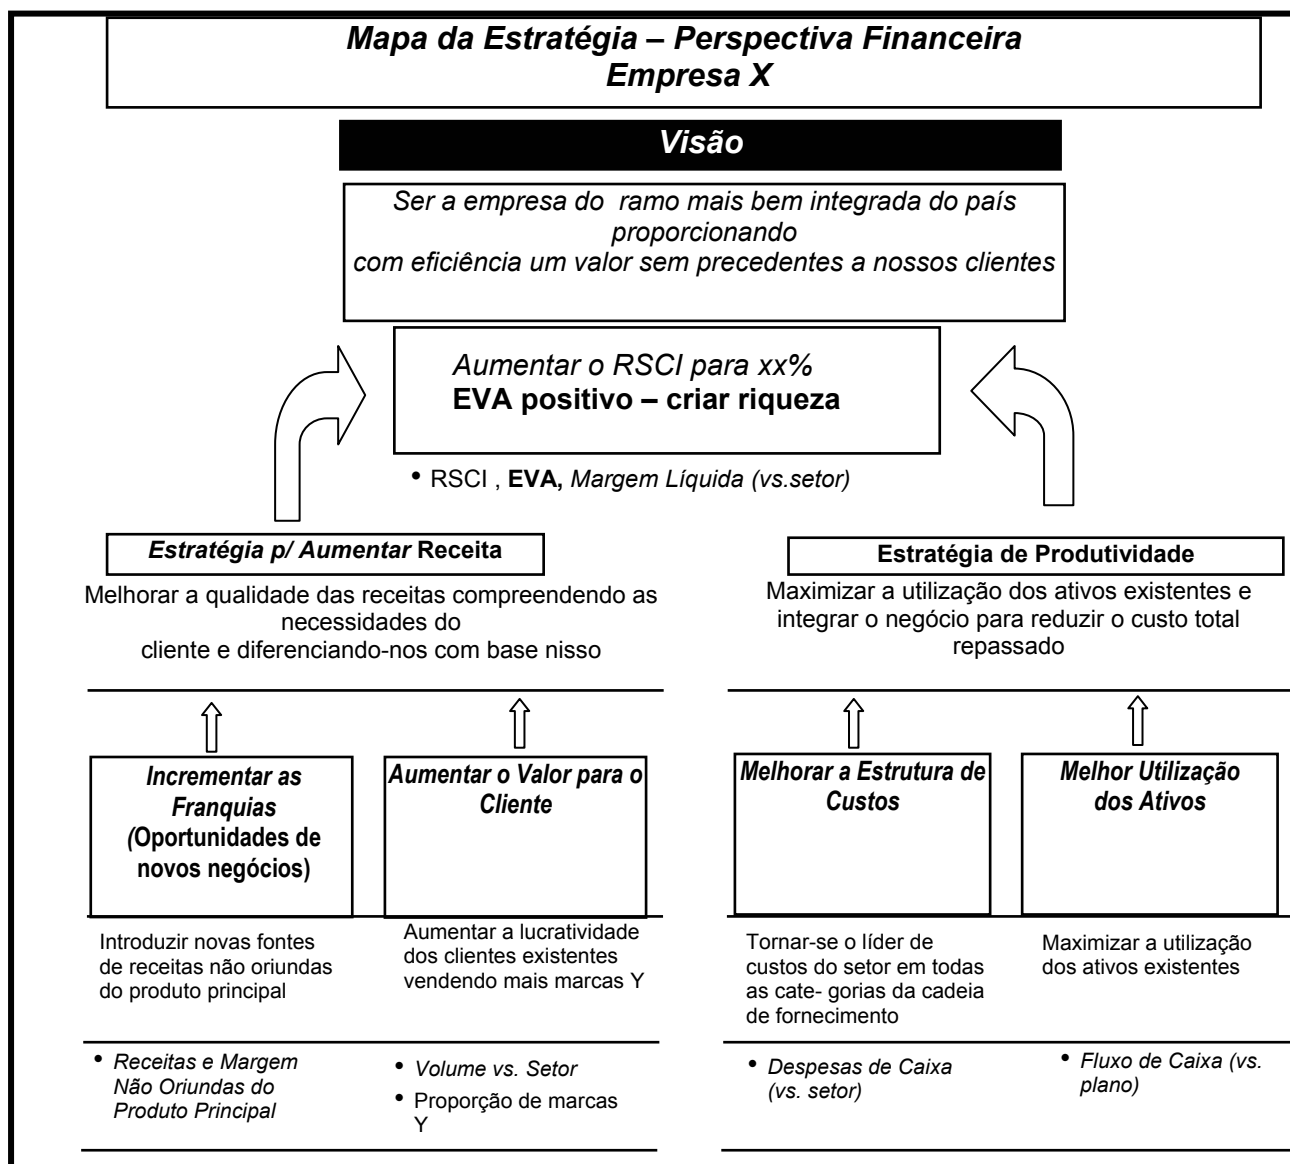 Mapa da Estratégia – Perspectiva Financeira
Empresa X
Visão
Ser a empresa do ramo mais bem integrada do país
proporcionando
com eficiência um valor sem precedentes a nossos clientes
Aumentar o RSCI para xx%
EVA positivo – criar riqueza
• RSCI , EVA, Margem Líquida (vs.setor)
Estratégia p/ Aumentar Receita
Melhorar a qualidade das receitas compreendendo as
necessidades do
cliente e diferenciando-nos com base nisso
Estratégia de Produtividade
Maximizar a utilização dos ativos existentes e
integrar o negócio para reduzir o custo total
repassado
Incrementar as
Franquias
(Oportunidades de
novos negócios)
Aumentar o Valor para o
Cliente
Melhorar a Estrutura de
Custos
Melhor Utilização
dos Ativos
Introduzir novas fontes
de receitas não oriundas
do produto principal
Aumentar a lucratividade
dos clientes existentes
vendendo mais marcas Y
Tornar-se o líder de
custos do setor em todas
as cate- gorias da cadeia
de fornecimento
Maximizar a utilização
dos ativos existentes
• Receitas e Margem
Não Oriundas do
Produto Principal
• Volume vs. Setor
• Proporção de marcas
Y
• Despesas de Caixa
(vs. setor)
• Fluxo de Caixa (vs.
plano)